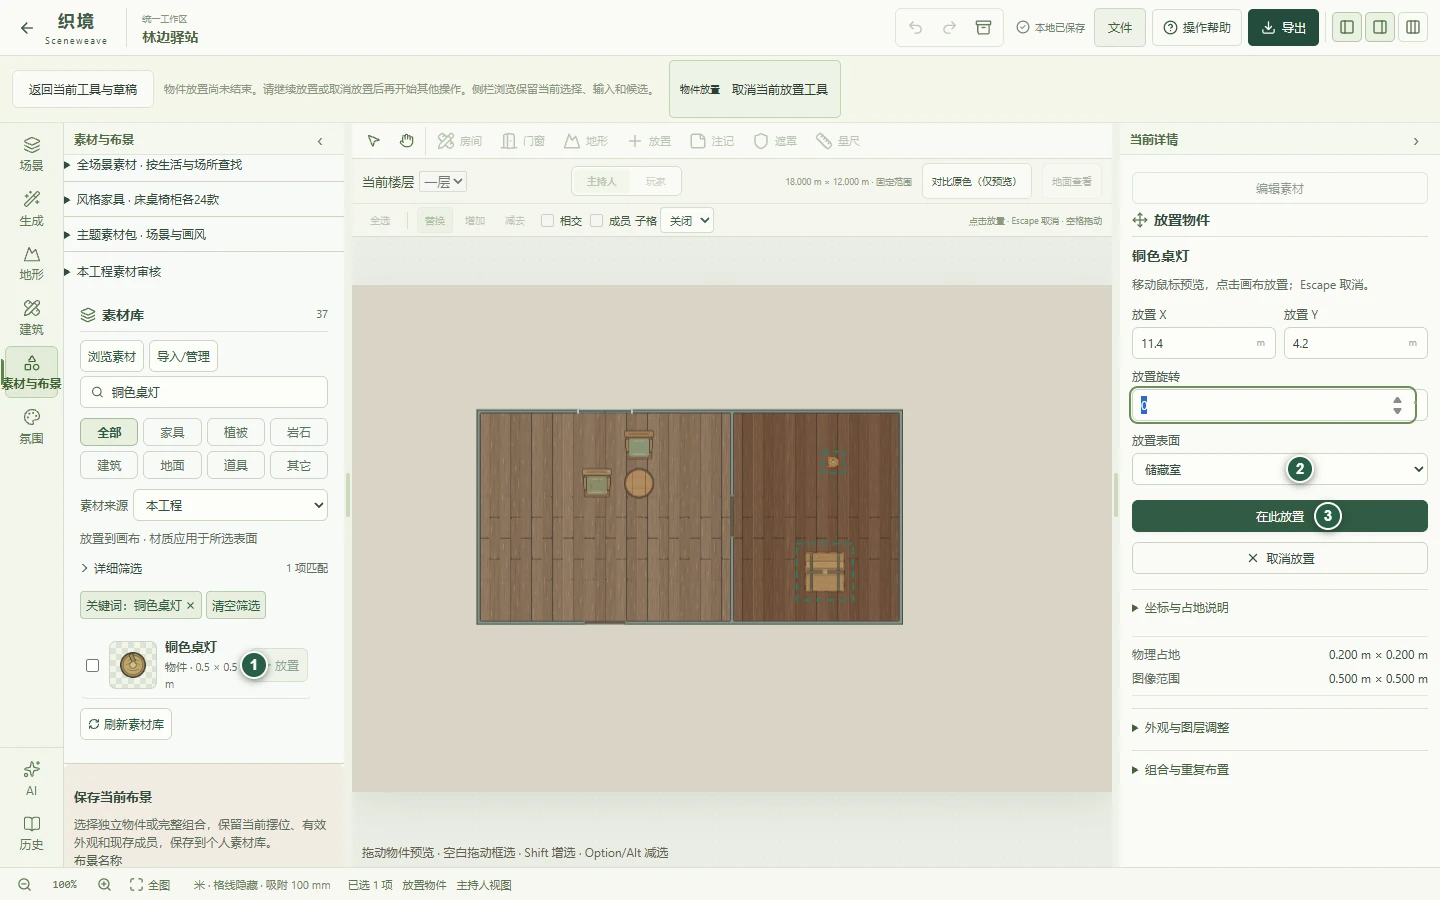 织境
Sceneweave
统一工作区
林边驿站
本地已保存
文件
操作帮助
导出
返回当前工具与草稿
物件放置尚未结束。请继续放置或取消放置后再开始其他操作。侧栏浏览保留当前选择、输入和候选。
物件放置
取消当前放置工具
场景
生成
地形
建筑
素材与布景
氛围
AI
历史
素材与布景
全场景素材 · 按生活与场所查找
风格家具 · 床桌椅柜各24款
主题素材包 · 场景与画风
本工程素材审核
素材库
37
浏览素材
导入/管理
铜色桌灯
全部
家具
植被
岩石
建筑
地面
道具
其它
素材来源
本工程
放置到画布 · 材质应用于所选表面
详细筛选
1 项匹配
关键词：铜色桌灯 ×
清空筛选
铜色桌灯
物件 · 0.5 × 0.5
m
1
放置
刷新素材库
保存当前布景
选择独立物件或完整组合，保留当前摆位、有效
外观和现存成员，保存到个人素材库。
布景名称
房间
门窗
地形
放置
注记
遮罩
量尺
当前楼层
一层
主持人
玩家
18.000 m × 12.000 m · 固定范围
对比原色（仅预览）
地面查看
全选
替换
增加
减去
相交
成员
子格
关闭
点击放置 · Escape 取消 · 空格拖动
拖动物件预览 · 空白拖动框选 · Shift 增选 · Option/Alt 减选
当前详情
编辑素材
放置物件
铜色桌灯
移动鼠标预览，点击画布放置；Escape 取消。
放置 X
放置 Y
11.4
m
4.2
m
放置旋转
0
放置表面
储藏室
2
在此放置
3
取消放置
坐标与占地说明
物理占地
0.200 m × 0.200 m
图像范围
0.500 m × 0.500 m
外观与图层调整
组合与重复布置
100%
全图
米 · 格线隐藏 · 吸附 100 mm
已选 1 项
放置物件
主持人视图